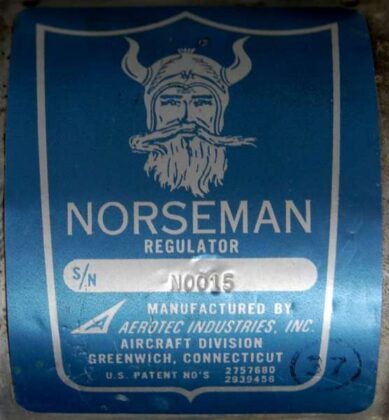 NORSEMAN
REGULATOR
S/N N0015
MANUFACTURED BY
AEROTEC INDUSTRIES, INC.
AIRCRAFT DIVISION
GREENWICH, CONNECTICUT
(37)
U.S. PATENT NO'S 2757680
2939456